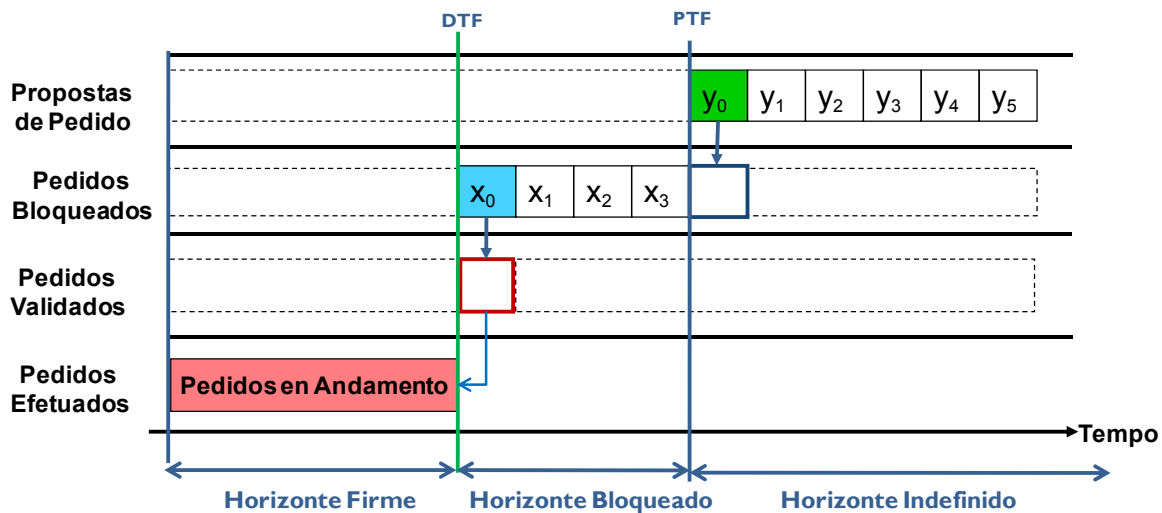 DTF
PTF
Propostas
de Pedido
y₀ y₁ y₂ y₃ y₄ y₅
Pedidos
Bloqueados
x₀ x₁ x₂ x₃
Pedidos
Validados
Pedidos
Efetuados
Pedidos en Andamento
Tempo
Horizonte Firme
Horizonte Bloqueado
Horizonte Indefinido